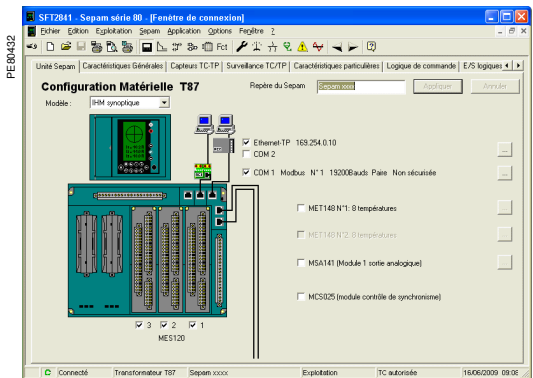 PE80432
SFT2841 - Sepam série 80 - [Fenêtre de connexion]
Fichier Edition Exploitation Sepam Application Options Fenêtre ?
Fct
Unité Sepam Caractéristiques Générales Capteurs TC-TP Surveillance TC/TP Caractéristiques particulières Logique de commande E/S logiques
Configuration Matérielle T87
Repère du Sepam Sepam xxxx Appliquer Annuler
Modèle : IHM synoptique
Ethernet-TP 169.254.0.10
COM 2
COM 1 Modbus N° 1 19200Bauds Paire Non sécurisée
...
...
MET148 N°1: 8 températures
MET148 N°2: 8 températures
MSA141 (Module 1 sortie analogique)
MCS025 (module contrôle de synchronisme)
3 2 1
MES120
C Connecté Transformateur T87 Sepam xxxx Exploitation TC autorisée 16/06/2009 09:08